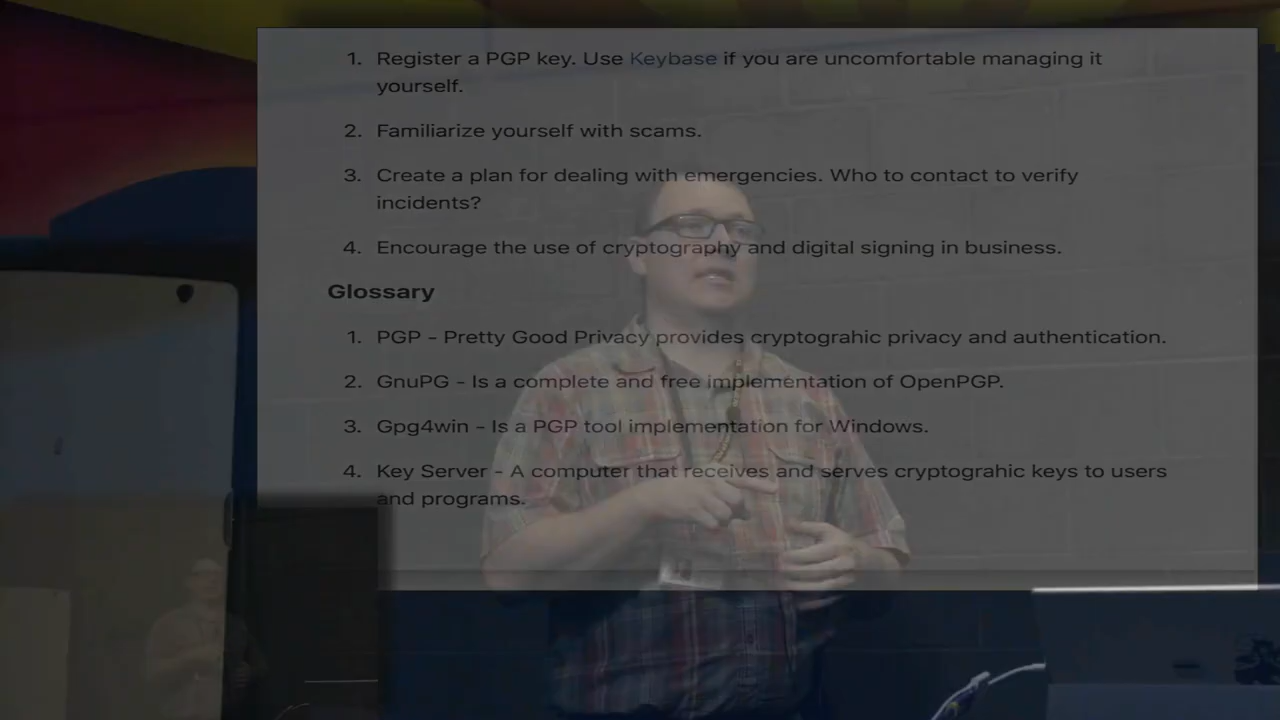 1. Register a PGP key. Use Keybase if you are uncomfortable managing it
yourself.
2. Familiarize yourself with scams.
3. Create a plan for dealing with emergencies. Who to contact to verify
incidents?
4. Encourage the use of cryptography and digital signing in business.
Glossary
1. PGP - Pretty Good Privacy provides cryptograhic privacy and authentication.
2. GnuPG - Is a complete and free implementation of OpenPGP.
3. Gpg4win - Is a PGP tool implementation for Windows.
4. Key Server - A computer that receives and serves cryptograhic keys to users
and programs.